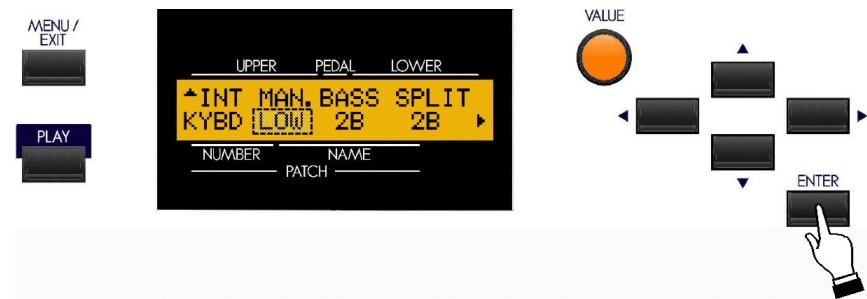 MENU /
EXIT
PLAY
UPPER PEDAL LOWER
INT MAN. BASS SPLIT
KYBD LOW 2B 2B
NUMBER NAME
PATCH
VALUE
ENTER